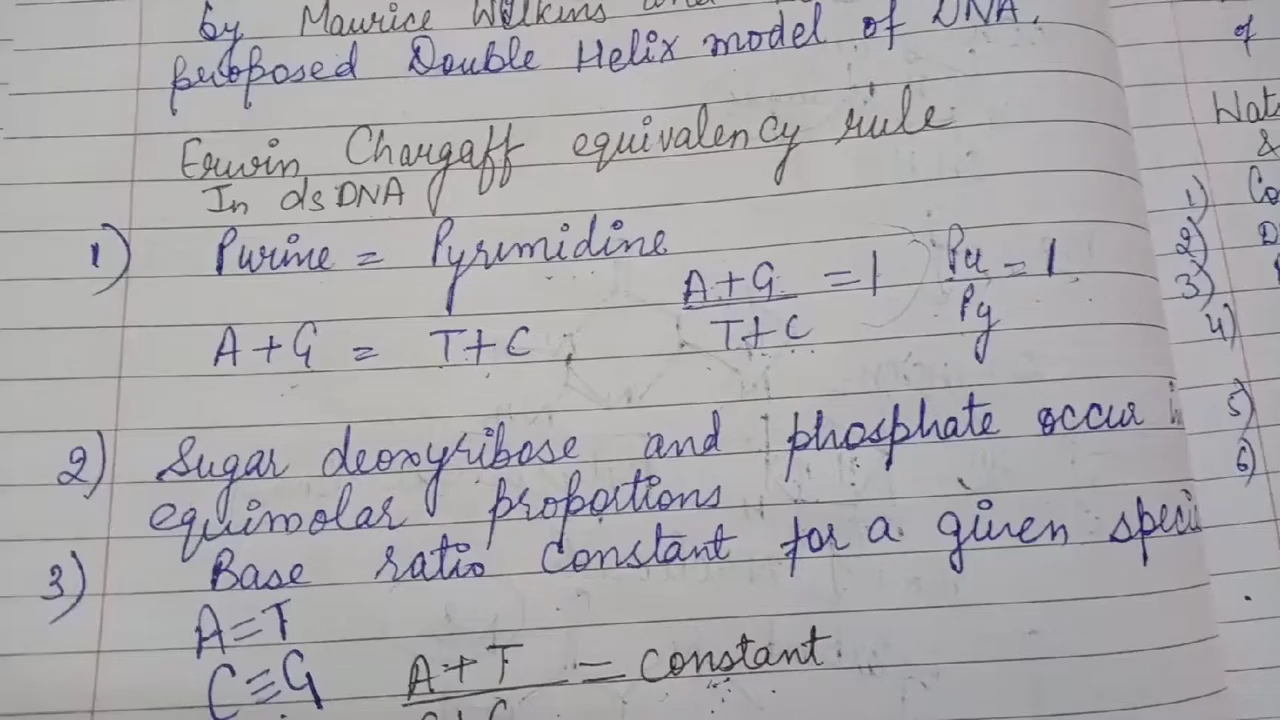 by Maurice Wilkins and
proposed Double Helix model of DNA.
Erwin Chargaff equivalency rule
In dsDNA
1) Purine = Pyrimidine
A+G = T+C ; A+G/T+C = 1 Pu/Py = 1
2) Sugar deoxyribose and phosphate occur
equimolar proportions
3) Base ratio constant for a given speci
A=T
C≡G A+T = constant.
of
Wat
&
1) Co
2) D
3)
4)
5)
6)